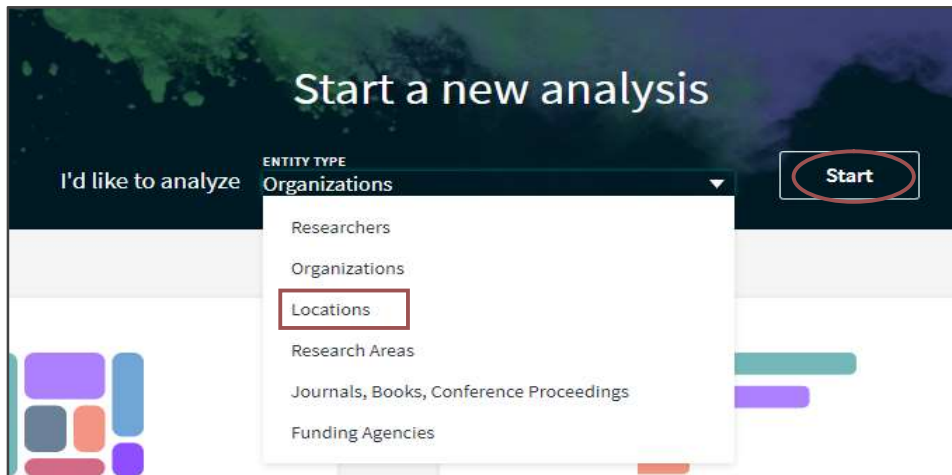 Start a new analysis
ENTITY TYPE
I'd like to analyze Organizations
Start
Researchers
Organizations
Locations
Research Areas
Journals, Books, Conference Proceedings
Funding Agencies